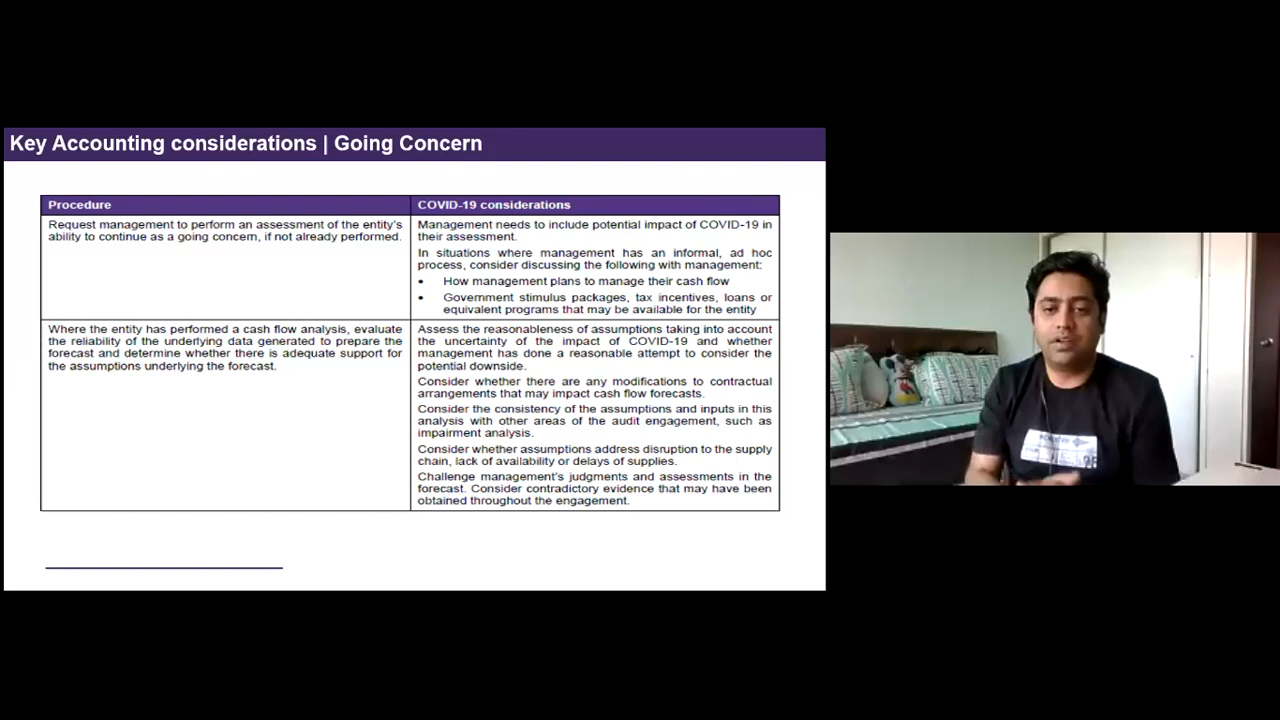 Key Accounting considerations | Going Concern
Procedure
COVID-19 considerations
Request management to perform an assessment of the entity's
ability to continue as a going concern, if not already performed.
Management needs to include potential impact of COVID-19 in
their assessment.
In situations where management has an informal, ad hoc
process, consider discussing the following with management:
• How management plans to manage their cash flow
• Government stimulus packages, tax incentives, loans or
equivalent programs that may be available for the entity
Where the entity has performed a cash flow analysis, evaluate
the reliability of the underlying data generated to prepare the
forecast and determine whether there is adequate support for
the assumptions underlying the forecast.
Assess the reasonableness of assumptions taking into account
the uncertainty of the impact of COVID-19 and whether
management has done a reasonable attempt to consider the
potential downside.
Consider whether there are any modifications to contractual
arrangements that may impact cash flow forecasts.
Consider the consistency of the assumptions and inputs in this
analysis with other areas of the audit engagement, such as
impairment analysis.
Consider whether assumptions address disruption to the supply
chain, lack of availability or delays of supplies.
Challenge management's judgments and assessments in the
forecast. Consider contradictory evidence that may have been
obtained throughout the engagement.